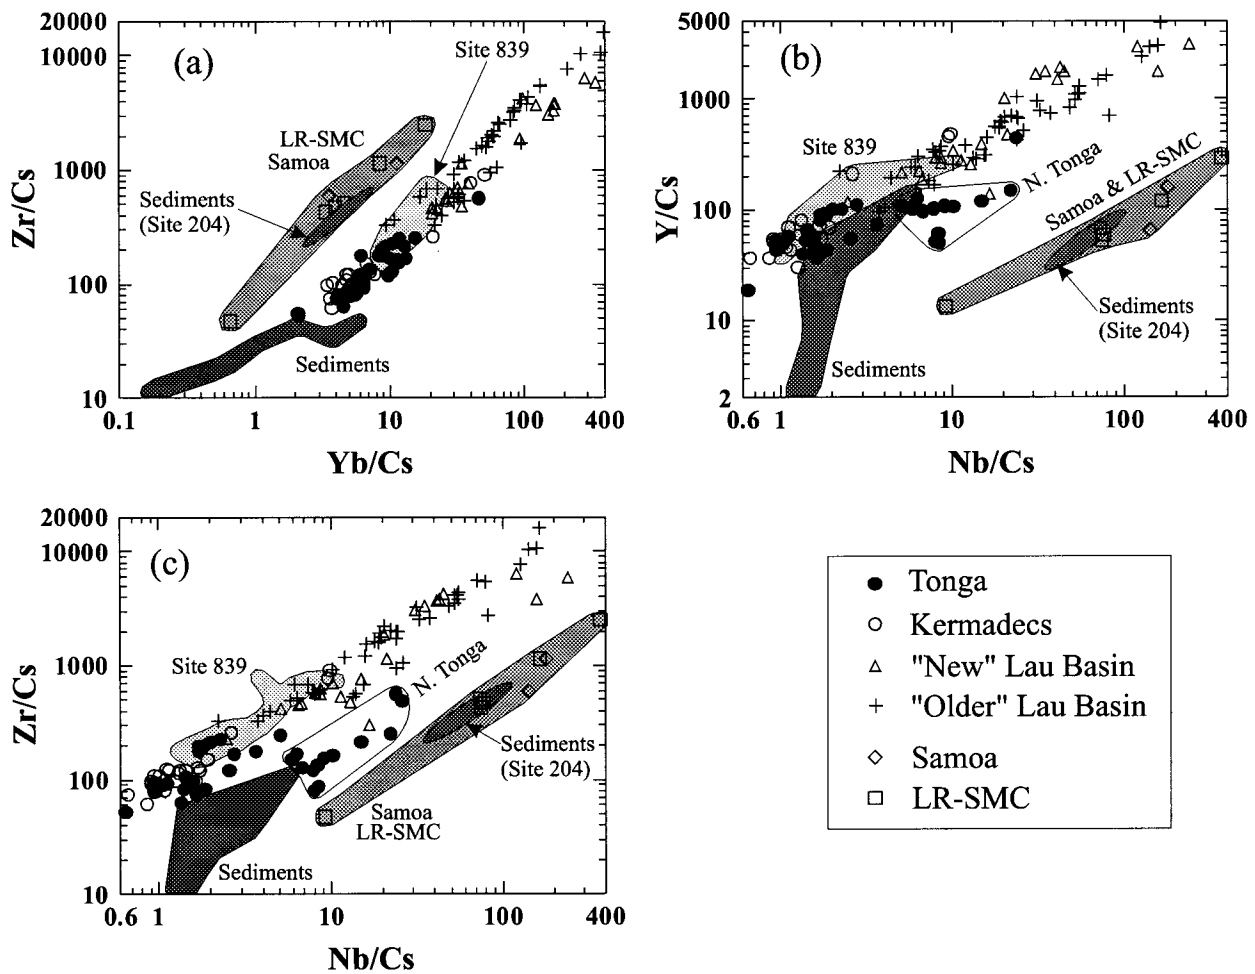 (a)
Zr/Cs
20000
10000
1000
100
10
Site 839
LR-SMC
Samoa
Sediments
(Site 204)
Sediments
0.1
1
10
100
400
Yb/Cs
(b)
Y/Cs
5000
1000
100
10
2
Site 839
N. Tonga
Samoa & LR-SMC
Sediments
(Site 204)
Sediments
0.6
1
10
100
400
Nb/Cs
(c)
Zr/Cs
20000
10000
1000
100
10
Site 839
N. Tonga
Sediments
(Site 204)
Samoa
LR-SMC
Sediments
0.6
1
10
100
400
Nb/Cs
Tonga
Kermadecs
"New" Lau Basin
"Older" Lau Basin
Samoa
LR-SMC